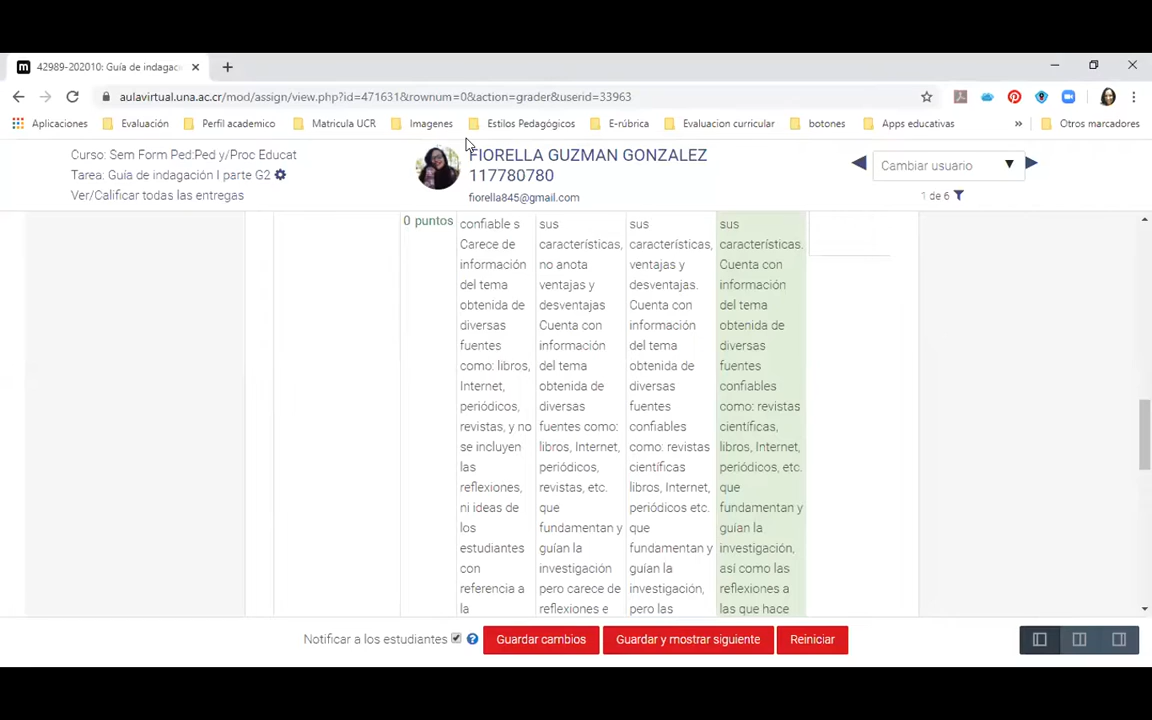 42989-202010: Guía de indagac
aulavirtual.una.ac.cr/mod/assign/view.php?id=471631&rownum=0&action=grader&userid=33963
Aplicaciones Evaluación Perfil academico Matricula UCR Imagenes Estilos Pedagógicos E-rúbrica Evaluacion curricular botones Apps educativas » Otros marcadores
Curso: Sem Form Ped:Ped y/Proc Educat
Tarea: Guía de indagación I parte G2
Ver/Calificar todas las entregas
FIORELLA GUZMAN GONZALEZ
117780780
fiorella845@gmail.com
Cambiar usuario
1 de 6
0 puntos
confiable s
Carece de
información
del tema
obtenida de
diversas
fuentes
como: libros,
Internet,
periódicos,
revistas, y no
se incluyen
las
reflexiones,
ni ideas de
los
estudiantes
con
referencia a
la
sus
características,
no anota
ventajas y
desventajas
Cuenta con
información
del tema
obtenida de
diversas
fuentes como:
libros, Internet,
periódicos,
revistas, etc.
que
fundamentan y
guían la
investigación
pero carece de
reflexiones e
sus
características,
ventajas y
desventajas.
Cuenta con
información
del tema
obtenida de
diversas
fuentes
confiables
como: revistas
científicas
libros, Internet,
periódicos etc.
que
fundamentan y
guían la
investigación,
pero las
sus
características.
Cuenta con
información
del tema
obtenida de
diversas
fuentes
confiables
como: revistas
científicas,
libros, Internet,
periódicos, etc.
que
fundamentan y
guían la
investigación,
así como las
reflexiones a
las que hace
Notificar a los estudiantes
Guardar cambios
Guardar y mostrar siguiente
Reiniciar